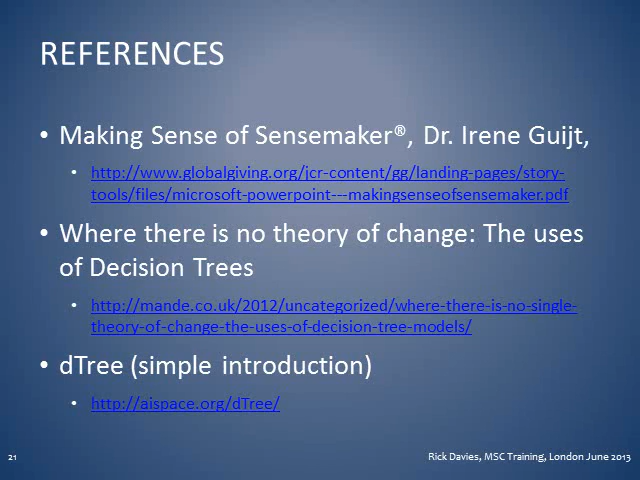 REFERENCES
• Making Sense of Sensemaker®, Dr. Irene Guijt,
• http://www.globalgiving.org/jcr-content/gg/landing-pages/story-
tools/files/microsoft-powerpoint---makingsenseofsensemaker.pdf
• Where there is no theory of change: The uses
of Decision Trees
• http://mande.co.uk/2012/uncategorized/where-there-is-no-single-
theory-of-change-the-uses-of-decision-tree-models/
• dTree (simple introduction)
• http://aispace.org/dTree/
21
Rick Davies, MSC Training, London June 2013